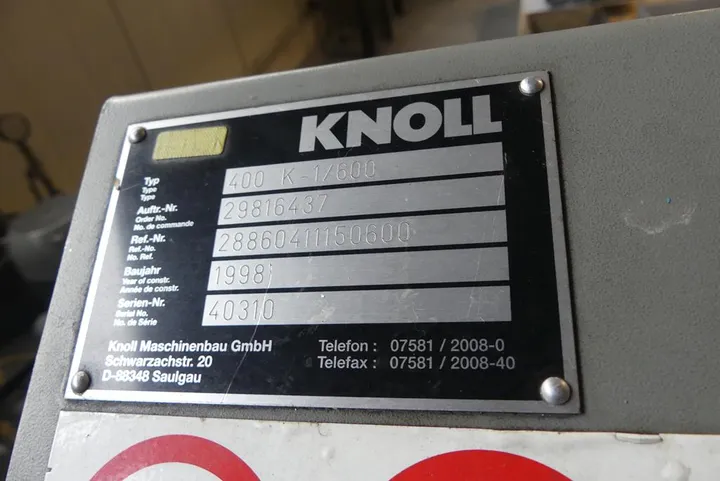 KNOLL
Typ 400 K-1/600
Type
Type
Auftr.-Nr. 29816437
Order No.
No. de commande
Ref.-Nr. 28860411150600
Ref.-No.
No. Ref.
Baujahr 1998
Year of constr.
Année de constr.
Serien-Nr. 40310
Serial No.
No. de Série
Knoll Maschinenbau GmbH
Schwarzachstr. 20
D-88348 Saulgau
Telefon : 07581 / 2008-0
Telefax : 07581 / 2008-40